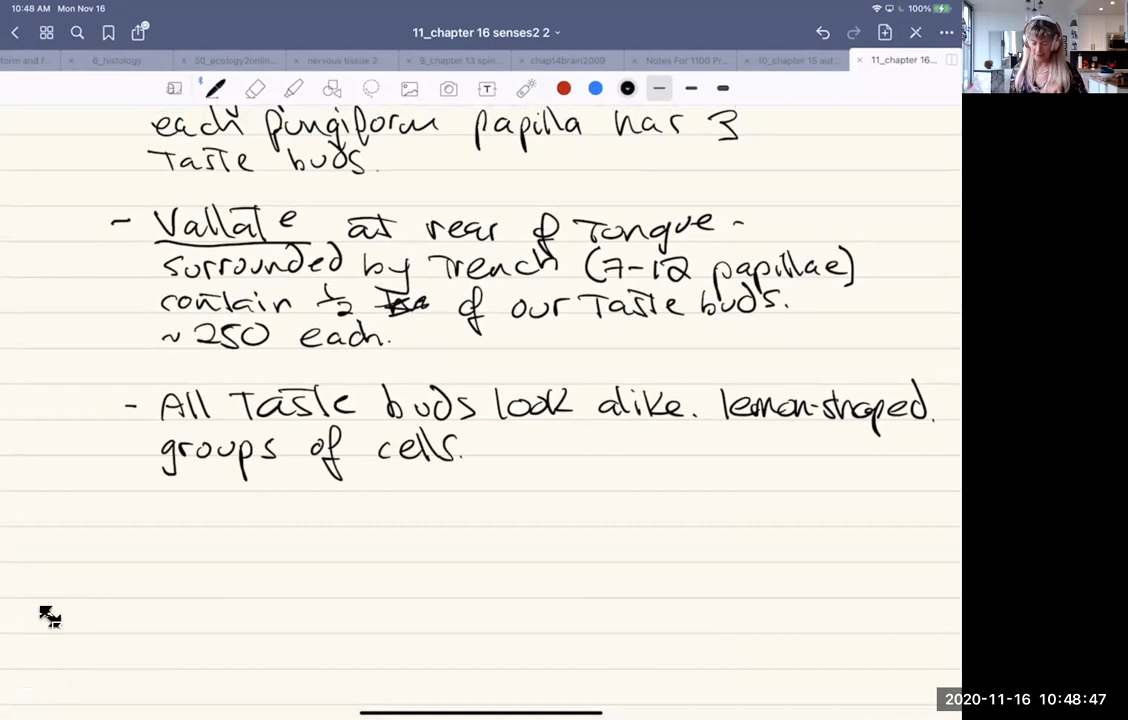 10:48 AM Mon Nov 16
100%
11_chapter 16 senses2 2
form and f...
6_histology
50_ecology2onlin...
nervous tissue 2
9_chapter 13 spin...
chap14brain2009
Notes For 1100 Pr...
10_chapter 15 aut...
11_chapter 16...
each fungiform papilla has 3
Taste buds.
- Vallate at rear of Tongue -
surrounded by Trench (7-12 papillae)
contain 1/2 of our Taste buds.
~ 250 each.
- All Taste buds look alike. lemon-shaped.
groups of cells.
2020-11-16 10:48:47